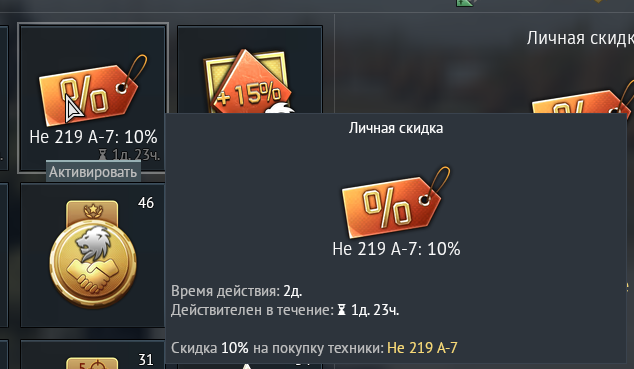 Личная скидк
+15%
%
Не 219 А-7: 10%
1д. 23ч.
Активировать
46
31
Личная скидка
%
Не 219 А-7: 10%
Время действия: 2д.
Действителен в течение: 1д. 23ч.
Скидка 10% на покупку техники: Не 219 А-7